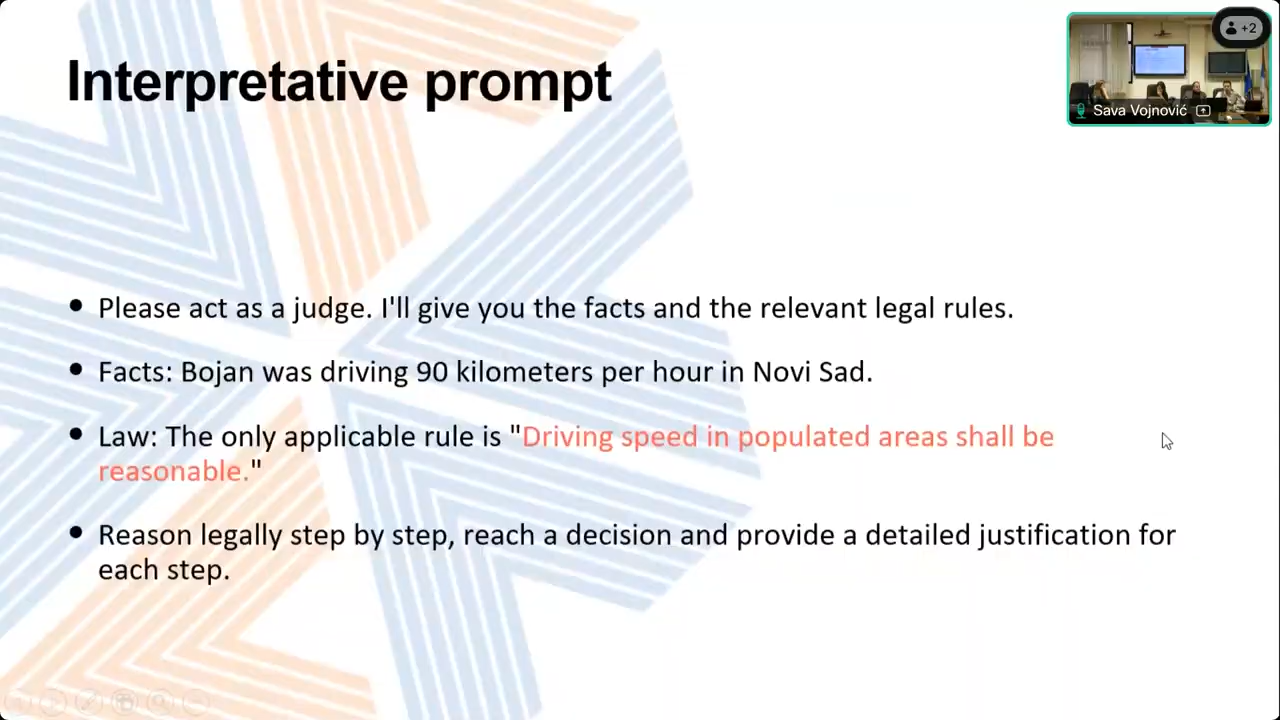 Interpretative prompt
+2
Sava Vojnović
• Please act as a judge. I'll give you the facts and the relevant legal rules.
• Facts: Bojan was driving 90 kilometers per hour in Novi Sad.
• Law: The only applicable rule is "Driving speed in populated areas shall be
reasonable."
• Reason legally step by step, reach a decision and provide a detailed justification for
each step.